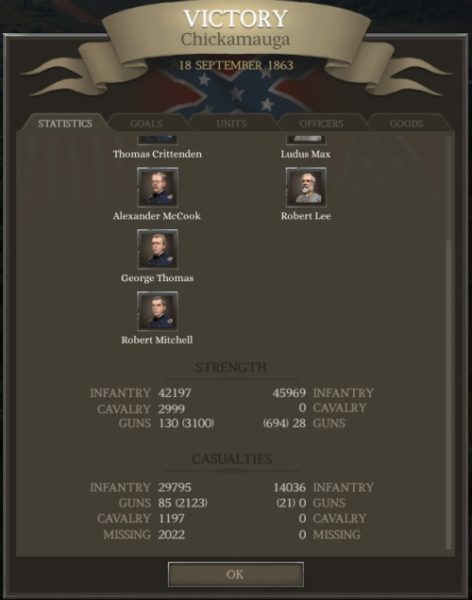 VICTORY
Chickamauga
18 SEPTEMBER 1863
STATISTICS GOALS UNITS OFFICERS GOODS
Thomas Crittenden Ludus Max
Alexander McCook Robert Lee
George Thomas
Robert Mitchell
STRENGTH
INFANTRY 42197 45969 INFANTRY
CAVALRY 2999 0 CAVALRY
GUNS 130 (3100) (694) 28 GUNS
CASUALTIES
INFANTRY 29795 14036 INFANTRY
GUNS 85 (2123) (21) 0 GUNS
CAVALRY 1197 0 CAVALRY
MISSING 2022 0 MISSING
OK